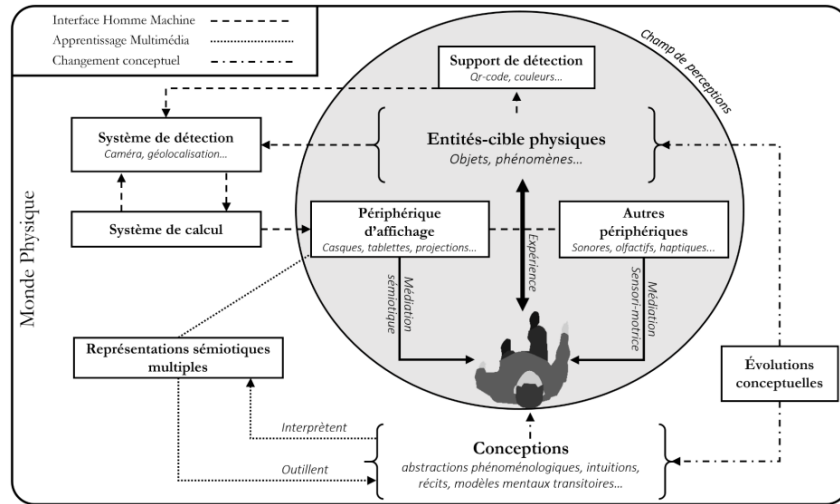 Interface Homme Machine
Apprentissage Multimédia
Changement conceptuel
Monde Physique
Champ de perceptions
Support de détection
Qr-code, couleurs...
Système de détection
Caméra, géolocalisation...
Entités-cible physiques
Objets, phénomènes...
Système de calcul
Périphérique
d'affichage
Casques, tablettes, projections...
Autres
périphériques
Sonores, olfactifs, haptiques...
Expérience
Médiation
sémiotique
Médiation
Sensori-motrice
Représentations sémiotiques
multiples
Évolutions
conceptuelles
Interprètent
Outillent
Conceptions
abstractions phénoménologiques, intuitions,
récits, modèles mentaux transitoires...